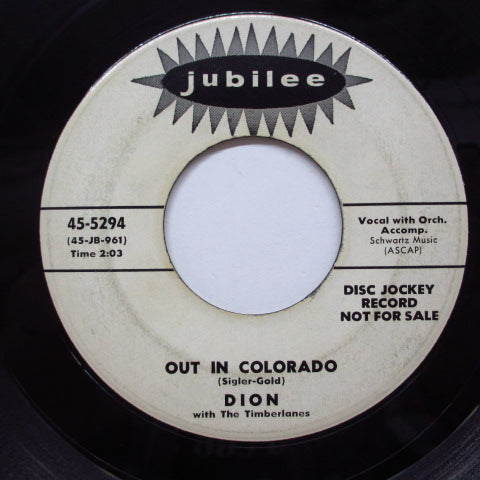 jubilee
45-5294
(45-JB-961)
Time 2:03
Vocal with Orch.
Accomp.
Schwartz Music
(ASCAP)
DISC JOCKEY
RECORD
NOT FOR SALE
OUT IN COLORADO
(Sigler-Gold)
DION
with The Timberlanes